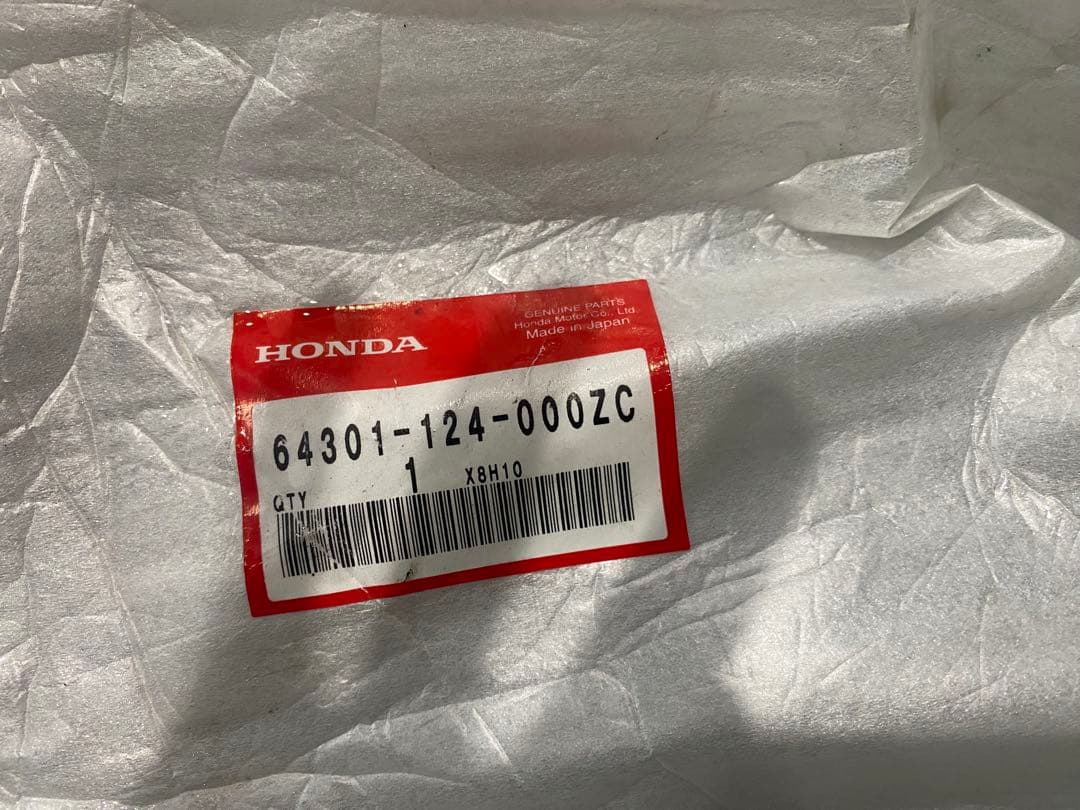 HONDA
GENUINE PARTS
Honda Motor Co., Ltd.
Made in Japan
64301-124-000ZC
QTY 1 X8H10